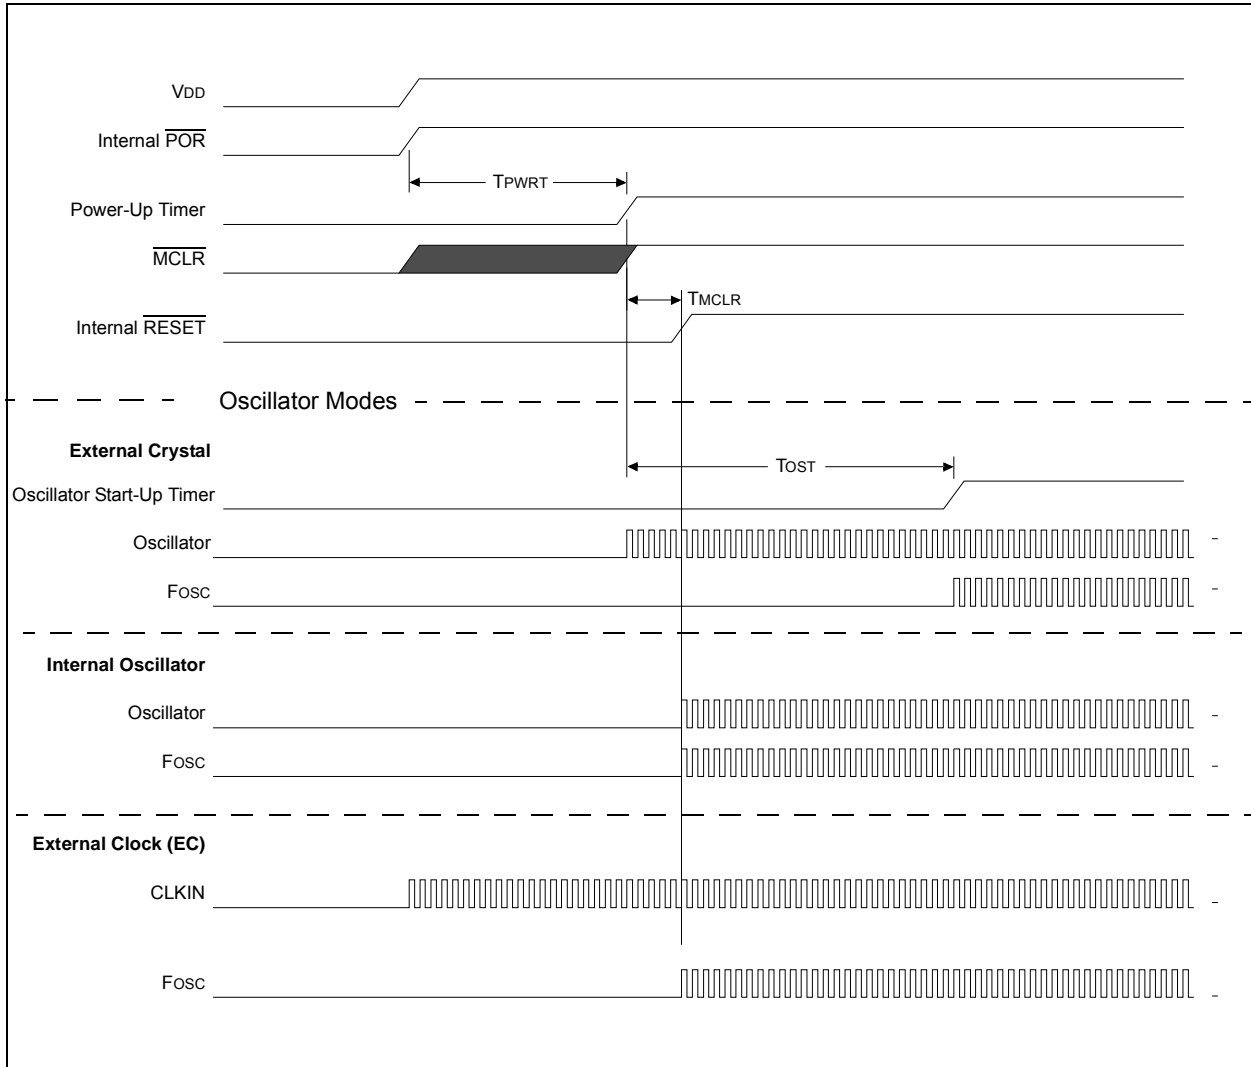 VDD
Internal POR
TPWRT
Power-Up Timer
MCLR
TMCLR
Internal RESET
Oscillator Modes
External Crystal
TOST
Oscillator Start-Up Timer
Oscillator
FOSC
Internal Oscillator
Oscillator
FOSC
External Clock (EC)
CLKIN
FOSC